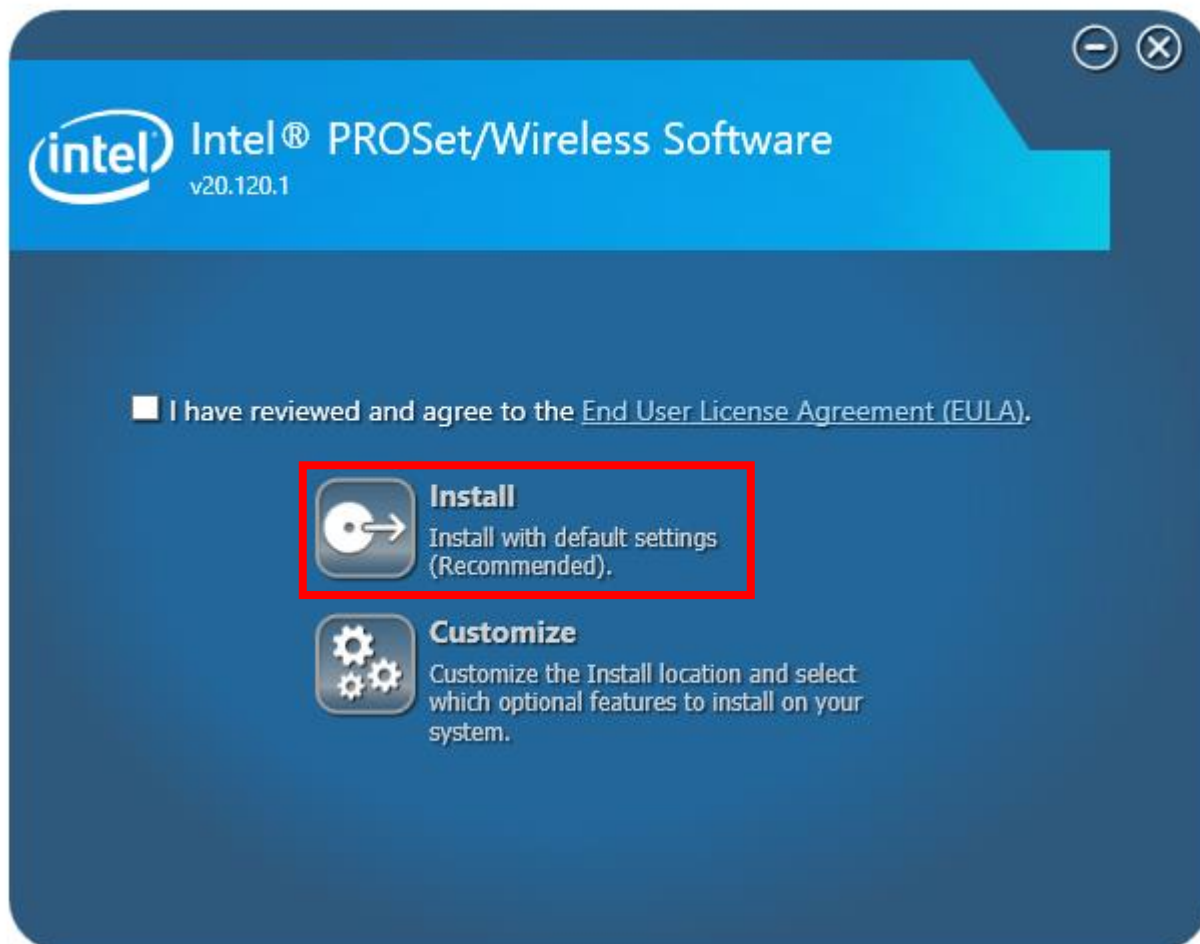 intel
Intel® PROSet/Wireless Software
v20.120.1
I have reviewed and agree to the End User License Agreement (EULA).
Install
Install with default settings
(Recommended).
Customize
Customize the Install location and select
which optional features to install on your
system.